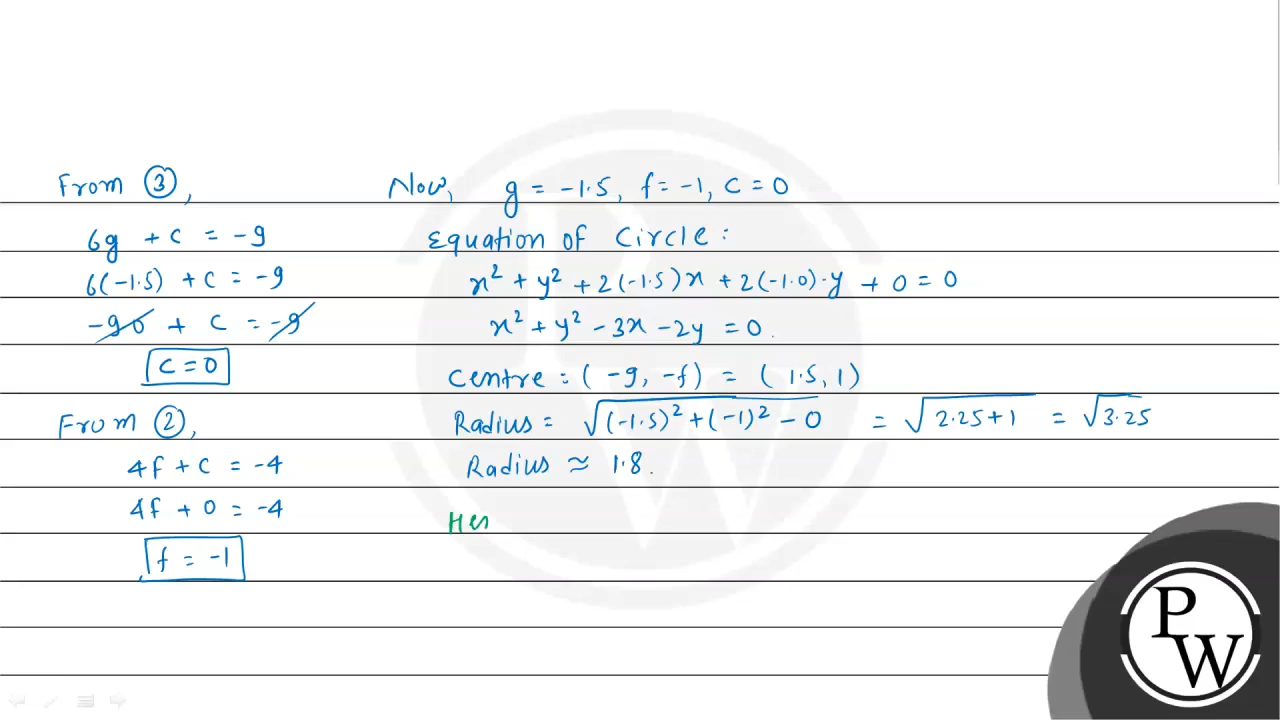 From ③,
6g + c = -9
6(-1.5) + c = -9
-9.0 + c = -9
c = 0
From ②,
4f + c = -4
4f + 0 = -4
f = -1
Now, g = -1.5, f = -1, c = 0
Equation of Circle:
x² + y² + 2(-1.5)x + 2(-1.0)·y + 0 = 0
x² + y² - 3x - 2y = 0.
Centre : (-g, -f) = (1.5, 1)
Radius = √((-1.5)² + (-1)² - 0) = √(2.25+1) = √3.25
Radius ≈ 1.8.
Hen
PW